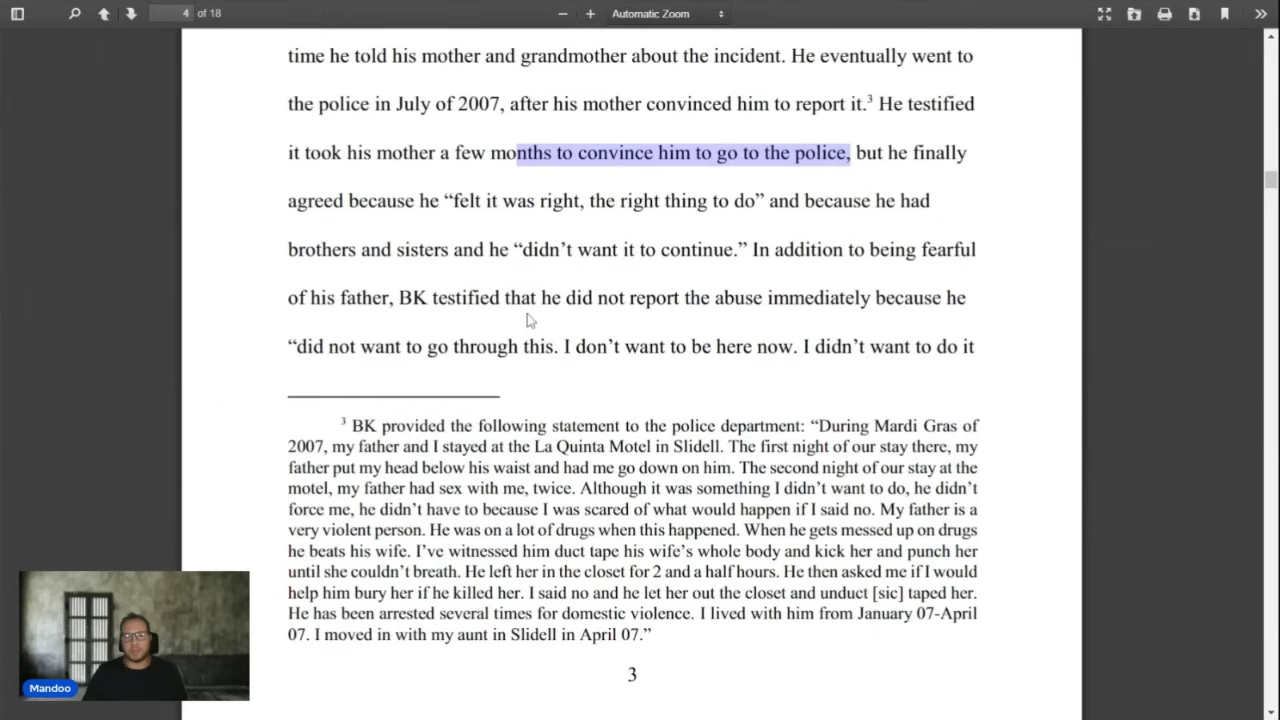 4 of 18
Automatic Zoom
time he told his mother and grandmother about the incident. He eventually went to
the police in July of 2007, after his mother convinced him to report it.³ He testified
it took his mother a few months to convince him to go to the police, but he finally
agreed because he “felt it was right, the right thing to do” and because he had
brothers and sisters and he “didn’t want it to continue.” In addition to being fearful
of his father, BK testified that he did not report the abuse immediately because he
“did not want to go through this. I don’t want to be here now. I didn’t want to do it
³ BK provided the following statement to the police department: “During Mardi Gras of
2007, my father and I stayed at the La Quinta Motel in Slidell. The first night of our stay there, my
father put my head below his waist and had me go down on him. The second night of our stay at the
motel, my father had sex with me, twice. Although it was something I didn’t want to do, he didn’t
force me, he didn’t have to because I was scared of what would happen if I said no. My father is a
very violent person. He was on a lot of drugs when this happened. When he gets messed up on drugs
he beats his wife. I’ve witnessed him duct tape his wife’s whole body and kick her and punch her
until she couldn’t breath. He left her in the closet for 2 and a half hours. He then asked me if I would
help him bury her if he killed her. I said no and he let her out the closet and unduct [sic] taped her.
He has been arrested several times for domestic violence. I lived with him from January 07-April
07. I moved in with my aunt in Slidell in April 07.”
3
Mandoo